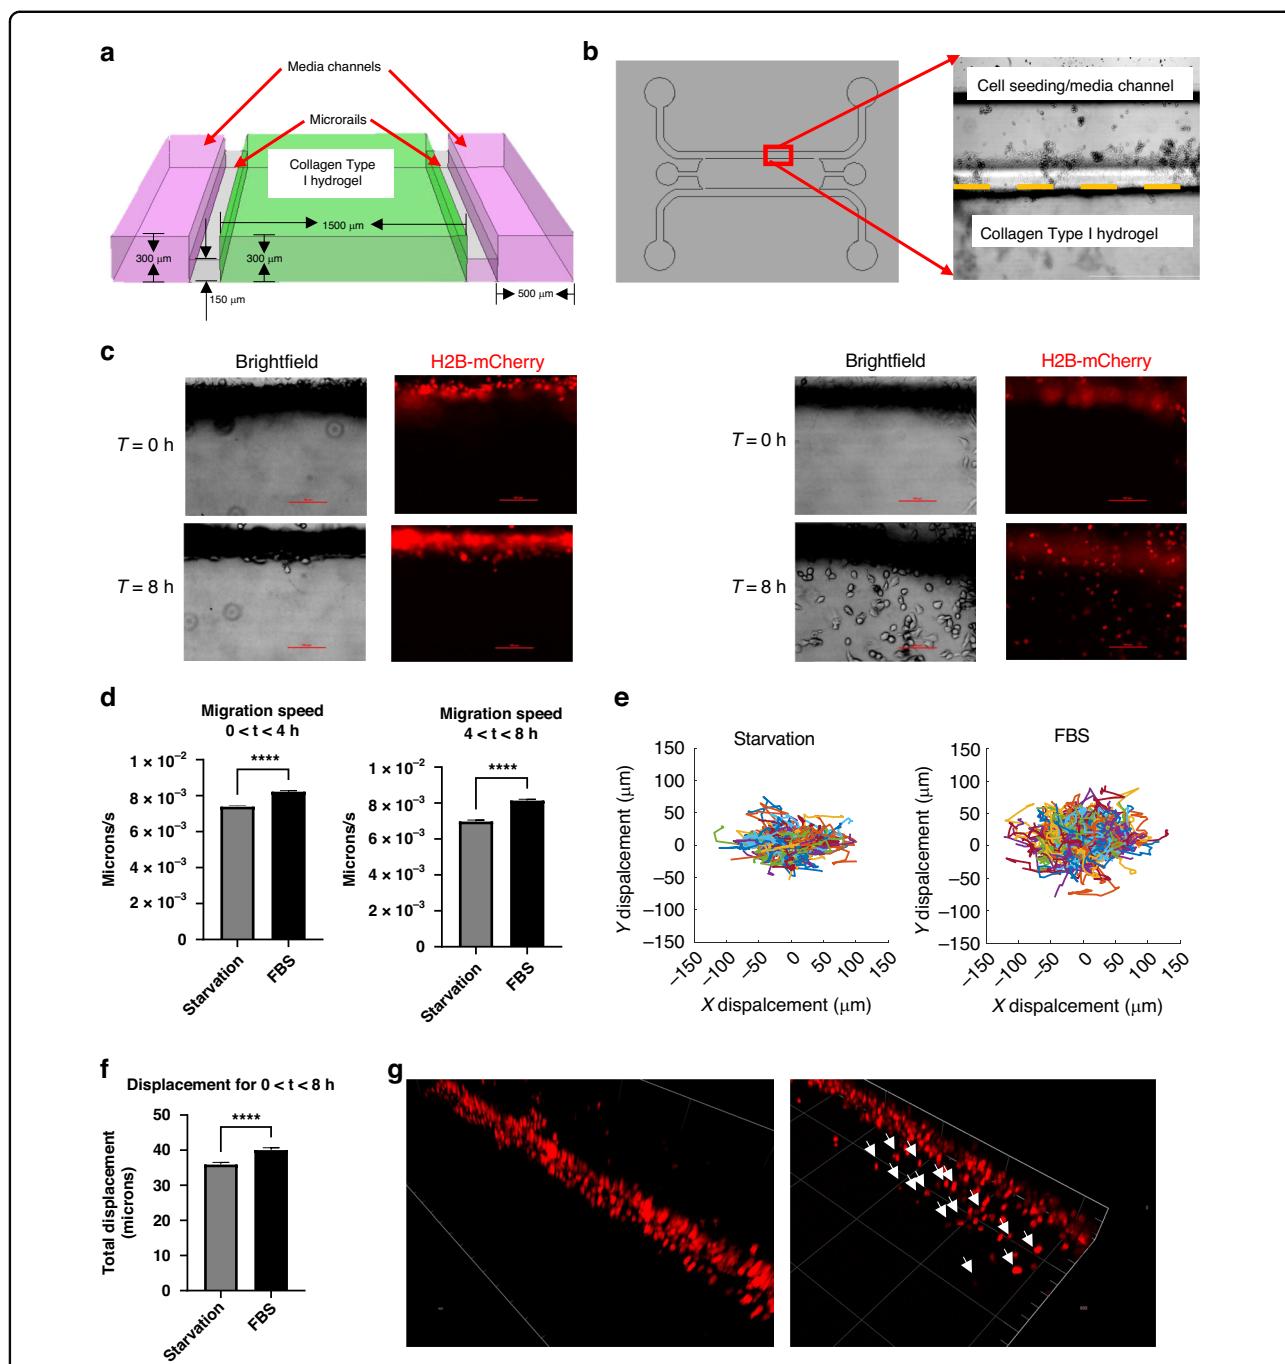 a
Media channels
Microrails
Collagen Type
I hydrogel
1500 μm
300 μm
300 μm
150 μm
500 μm
b
Cell seeding/media channel
Collagen Type I hydrogel
c
Brightfield
H2B-mCherry
Brightfield
H2B-mCherry
T = 0 h
T = 0 h
T = 8 h
T = 8 h
d
Migration speed
0 < t < 4 h
1 × 10⁻²
8 × 10⁻³
6 × 10⁻³
4 × 10⁻³
2 × 10⁻³
0
Microns/s
****
Starvation
FBS
Migration speed
4 < t < 8 h
1 × 10⁻²
8 × 10⁻³
6 × 10⁻³
4 × 10⁻³
2 × 10⁻³
0
Microns/s
****
Starvation
FBS
e
Starvation
150
100
50
0
−50
−100
−150
Y dispalcement (μm)
−150
−100
−50
0
50
100
150
X dispalcement (μm)
FBS
150
100
50
0
−50
−100
−150
Y dispalcement (μm)
−150
−100
−50
0
50
100
150
X dispalcement (μm)
f
Displacement for 0 < t < 8 h
50
40
30
20
10
0
Total displacement
(microns)
****
Starvation
FBS
g